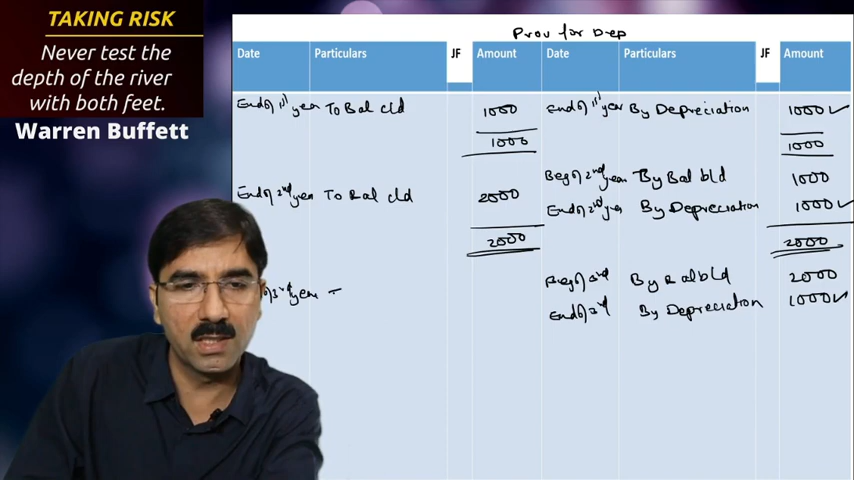 TAKING RISK
Never test the
depth of the river
with both feet.
Warren Buffett
Prov for Dep
Date Particulars JF Amount Date Particulars JF Amount
End of 1st year To Bal c/d 1000 End of 1st year By Depreciation 1000 ✓
1000 1000
Beg of 2nd year By Bal b/d 1000
End of 2nd year To Bal c/d 2000 End of 2nd year By Depreciation 1000 ✓
2000 2000
Beg of 3rd By Bal b/d 2000
of 3rd year End of 3rd By Depreciation 1000 ✓